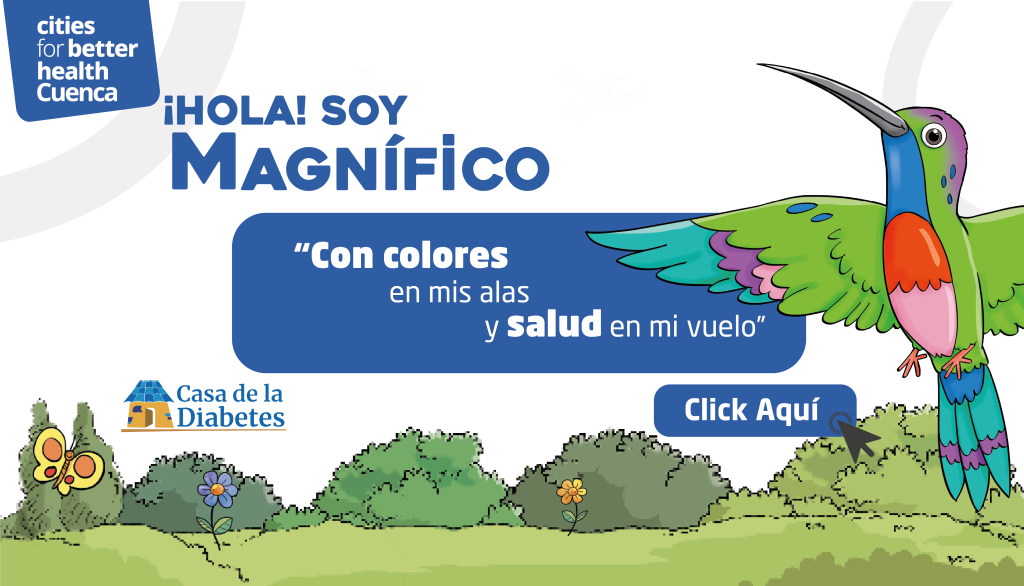 cities
for better
health
Cuenca
¡HOLA! SOY
MAGNÍFICO
“Con colores
en mis alas
y salud en mi vuelo”
Casa de la
Diabetes
Click Aquí